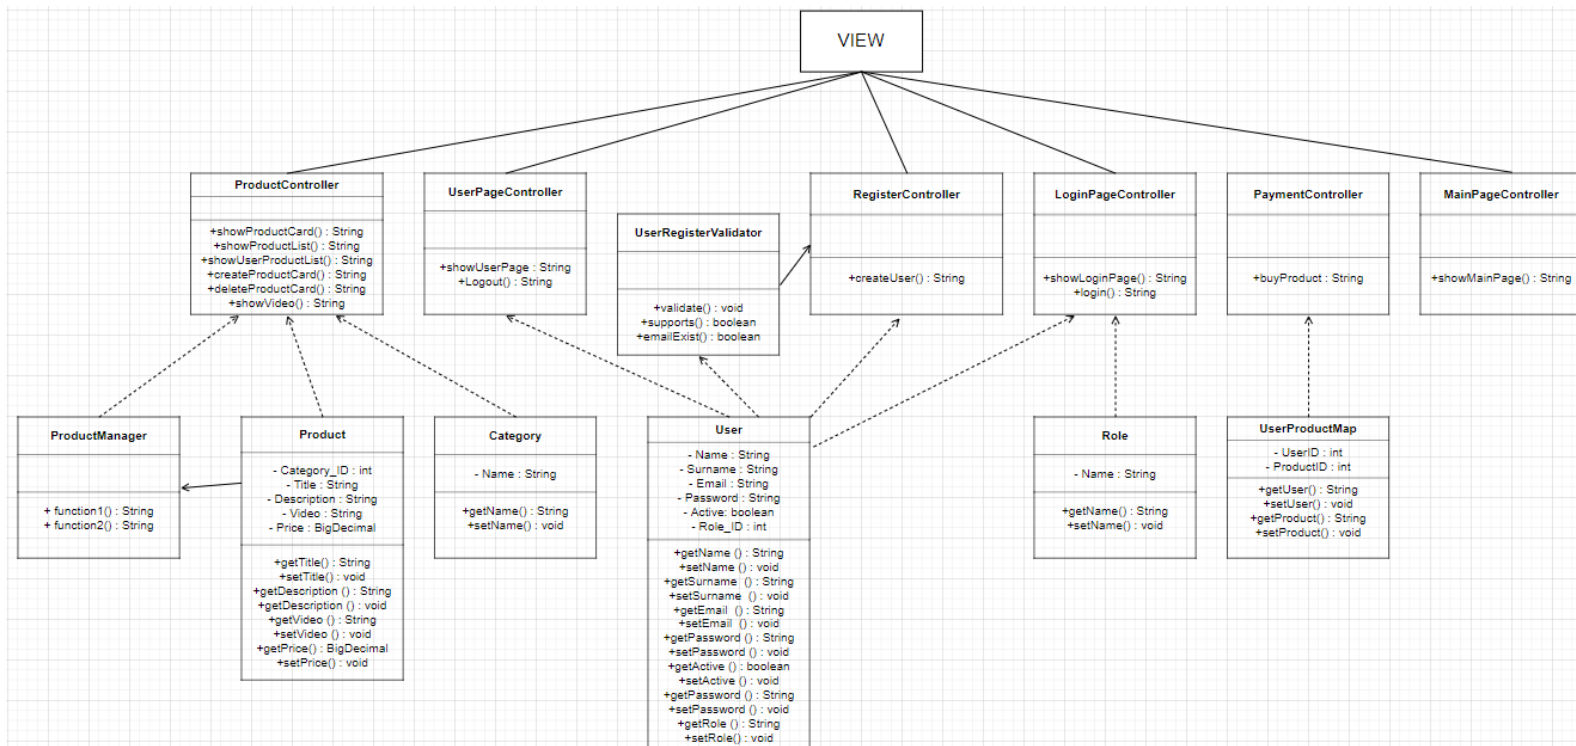 VIEW
ProductController
+showProductCard() : String
+showProductList() : String
+showUserProductList() : String
+createProductCard() : String
+deleteProductCard() : String
+showVideo() : String
UserPageController
+showUserPage : String
+Logout() : String
UserRegisterValidator
+validate() : void
+supports() : boolean
+emailExist() : boolean
RegisterController
+createUser() : String
LoginPageController
+showLoginPage() : String
+login() : String
PaymentController
+buyProduct : String
MainPageController
+showMainPage() : String
ProductManager
+ function1() : String
+ function2() : String
Product
- Category_ID : int
- Title : String
- Description : String
- Video : String
- Price : BigDecimal
+getTitle() : String
+setTitle() : void
+getDescription () : String
+getDescription () : void
+getVideo () : String
+setVideo () : void
+getPrice() : BigDecimal
+setPrice() : void
Category
- Name : String
+getName() : String
+setName() : void
User
- Name : String
- Surname : String
- Email : String
- Password : String
- Active: boolean
- Role_ID : int
+getName () : String
+setName () : void
+getSurname () : String
+setSurname () : void
+getEmail () : String
+setEmail () : void
+getPassword () : String
+setPassword () : void
+getActive () : boolean
+setActive () : void
+getPassword () : String
+setPassword () : void
+getRole () : String
+setRole() : void
Role
- Name : String
+getName() : String
+setName() : void
UserProductMap
- UserID : int
- ProductID : int
+getUser() : String
+setUser() : void
+getProduct() : String
+setProduct() : void